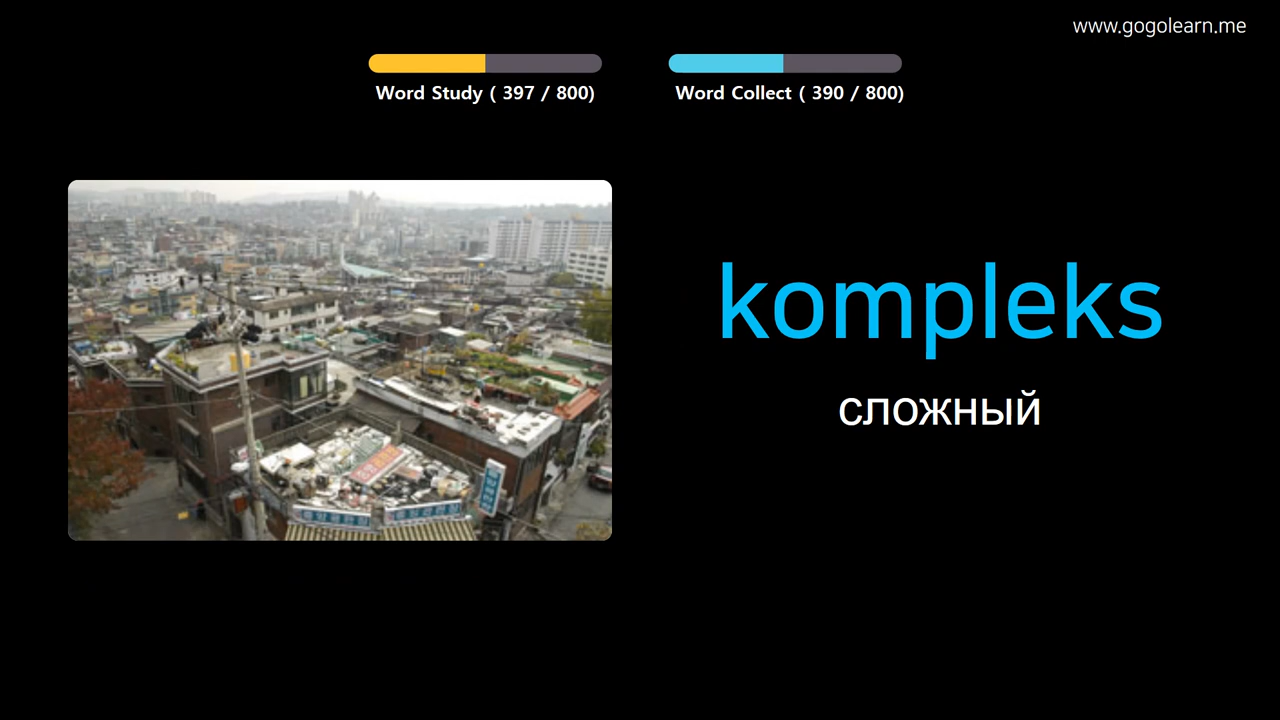 www.gogolearn.me
Word Study ( 397 / 800)
Word Collect ( 390 / 800)
kompleks
сложный